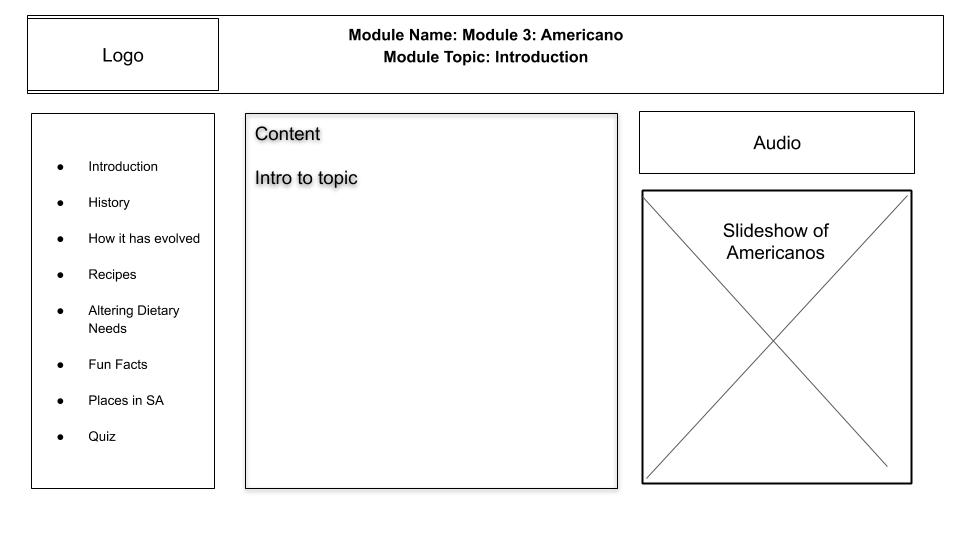 Logo
Module Name: Module 3: Americano
Module Topic: Introduction
● Introduction
● History
● How it has evolved
● Recipes
● Altering Dietary
Needs
● Fun Facts
● Places in SA
● Quiz
Content
Intro to topic
Audio
Slideshow of
Americanos